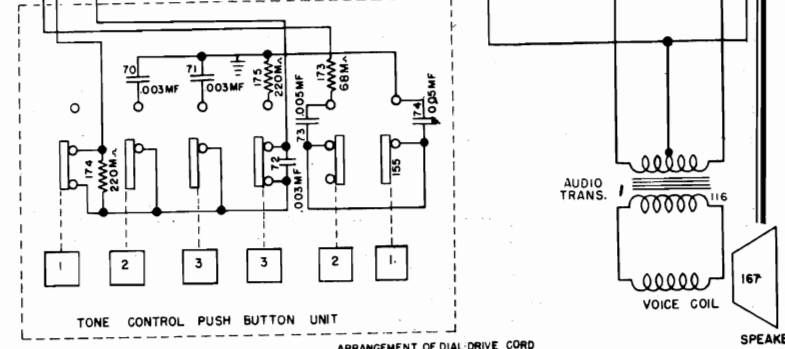 70
.003MF
71
.003MF
175
220M
173
68M
.005MF
73
74
.005MF
174
220M
72
.003MF
155
1
2
3
3
2
1
TONE CONTROL PUSH BUTTON UNIT
AUDIO
TRANS.
116
VOICE COIL
167
SPEAKE
ARRANGEMENT OF DIAL-DRIVE CORD